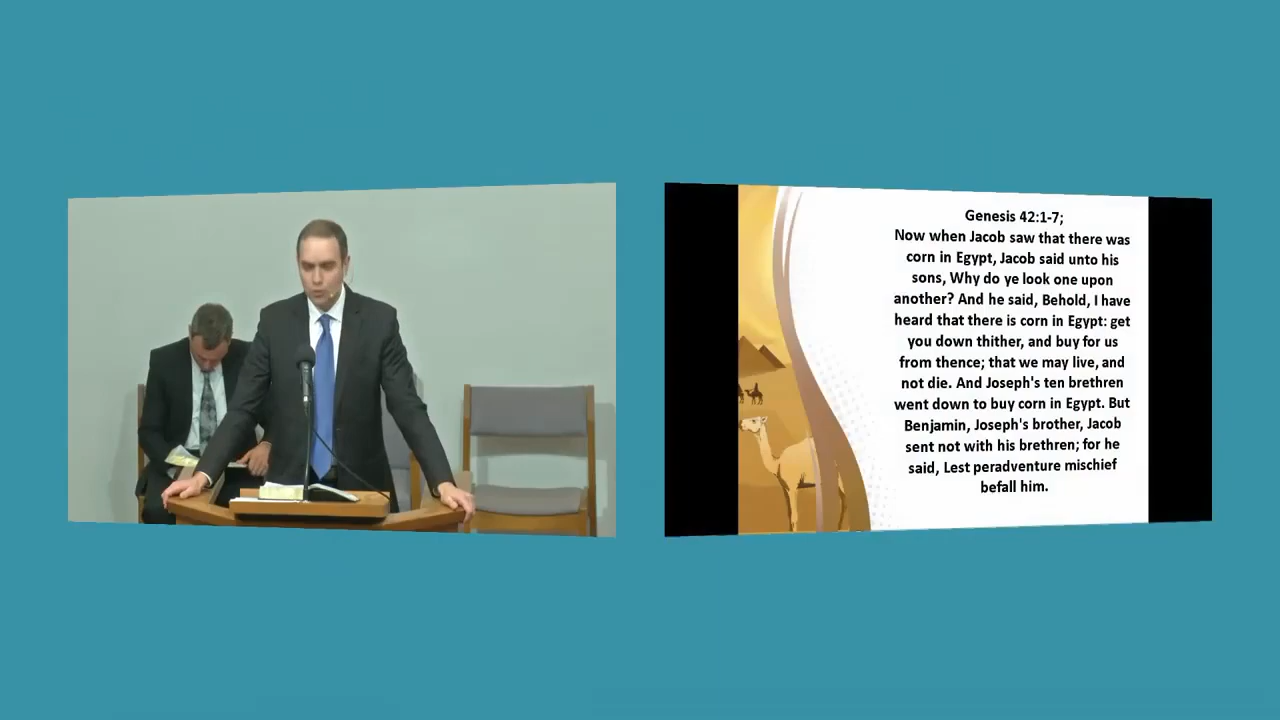 Genesis 42:1-7;
Now when Jacob saw that there was
corn in Egypt, Jacob said unto his
sons, Why do ye look one upon
another? And he said, Behold, I have
heard that there is corn in Egypt: get
you down thither, and buy for us
from thence; that we may live, and
not die. And Joseph's ten brethren
went down to buy corn in Egypt. But
Benjamin, Joseph's brother, Jacob
sent not with his brethren; for he
said, Lest peradventure mischief
befall him.